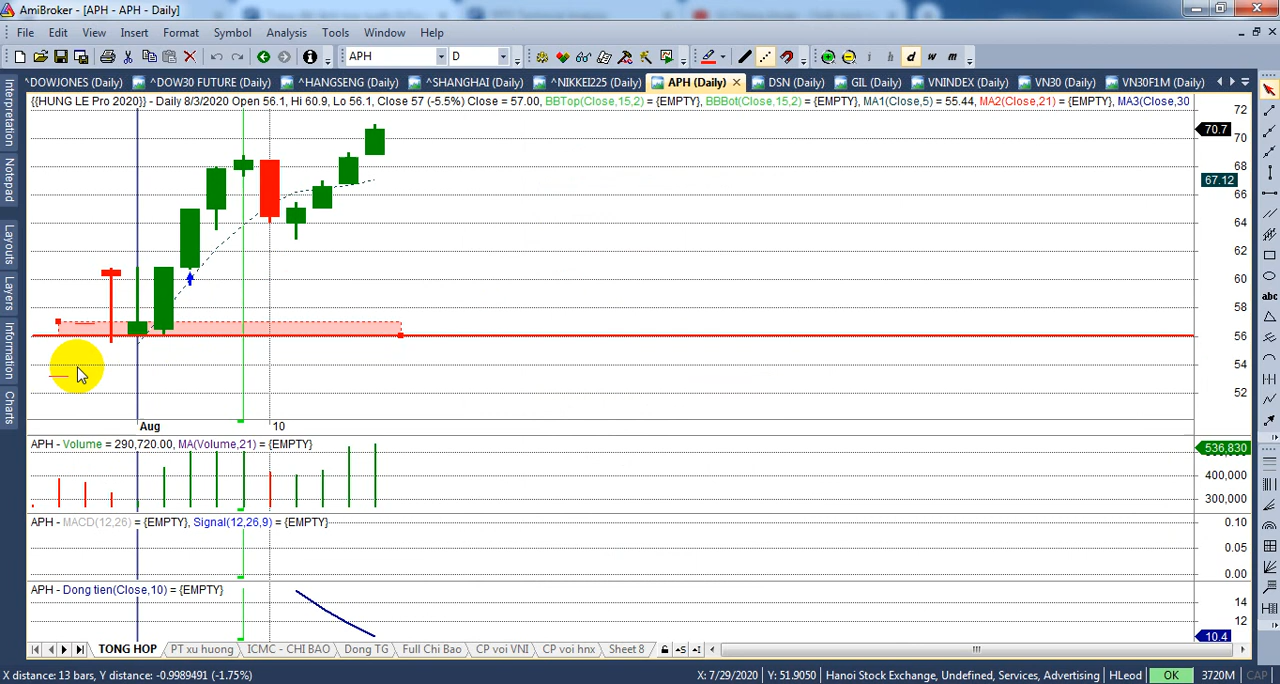 AmiBroker - [APH - APH - Daily]
File Edit View Insert Format Symbol Analysis Tools Window Help
APH D i h i d w m
^DOWJONES (Daily) ^DOW30 FUTURE (Daily) ^HANGSENG (Daily) ^SHANGHAI (Daily) ^NIKKEI225 (Daily) APH (Daily) DSN (Daily) GIL (Daily) VNINDEX (Daily) VN30 (Daily) VN30F1M (Daily)
{{HUNG LE Pro 2020}} - Daily 8/3/2020 Open 56.1, Hi 60.9, Lo 56.1, Close 57 (-5.5%) Close = 57.00, BBTop(Close,15,2) = {EMPTY}, BBBot(Close,15,2) = {EMPTY}, MA1(Close,5) = 55.44, MA2(Close,21) = {EMPTY}, MA3(Close,30
Interpretation
Notepad
Layouts
Layers
Information
Charts
72
70.7
70
68
67.12
66
64
62
60
58
56
54
52
abc
Aug 10
APH - Volume = 290,720.00, MA(Volume,21) = {EMPTY}
536,830
400,000
300,000
APH - MACD(12,26) = {EMPTY}, Signal(12,26,9) = {EMPTY}
0.10
0.05
0.00
APH - Dong tien(Close,10) = {EMPTY}
14
12
10.4
TONG HOP PT xu huong ICMC - CHI BAO Dong TG Full Chi Bao CP voi VNI CP voi hnx Sheet 8
X distance: 13 bars, Y distance: -0.9989491 (-1.75%) X: 7/29/2020 Y: 51.9050 Hanoi Stock Exchange, Undefined, Services, Advertising HLeod OK 3720M CAP